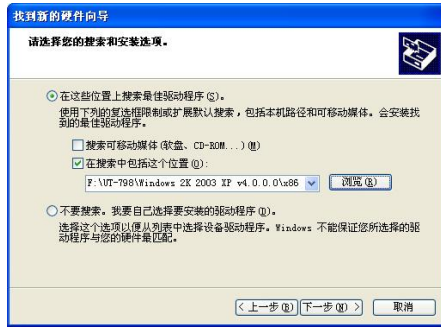 找到新的硬件向导
请选择您的搜索和安装选项。
在这些位置上搜索最佳驱动程序(S)。
使用下列的复选框限制或扩展默认搜索，包括本机路径和可移动媒体。会安装找
到的最佳驱动程序。
搜索可移动媒体(软盘、CD-ROM...)(M)
在搜索中包括这个位置(O):
F:\UT-798\Windows 2K 2003 XP v4.0.0.0\x86
浏览(R)
不要搜索。我要自己选择要安装的驱动程序(D)。
选择这个选项以便从列表中选择设备驱动程序。Windows 不能保证您所选择的驱
动程序与您的硬件最匹配。
< 上一步(B) 下一步(N) > 取消